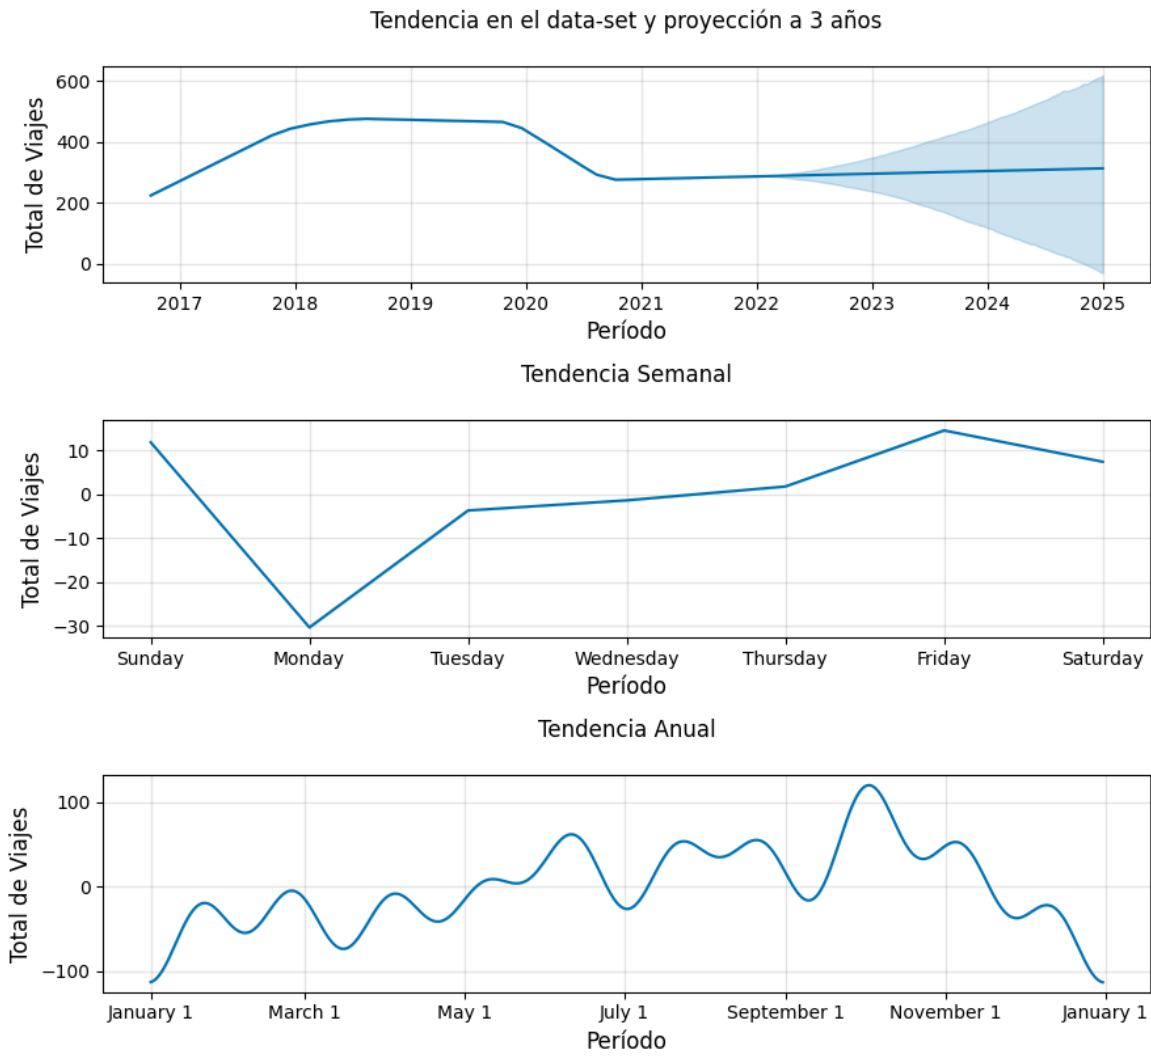 Tendencia en el data-set y proyección a 3 años
600
400
200
0
Total de Viajes
2017 2018 2019 2020 2021 2022 2023 2024 2025
Período
Tendencia Semanal
10
0
−10
−20
−30
Total de Viajes
Sunday Monday Tuesday Wednesday Thursday Friday Saturday
Período
Tendencia Anual
100
0
−100
Total de Viajes
January 1 March 1 May 1 July 1 September 1 November 1 January 1
Período